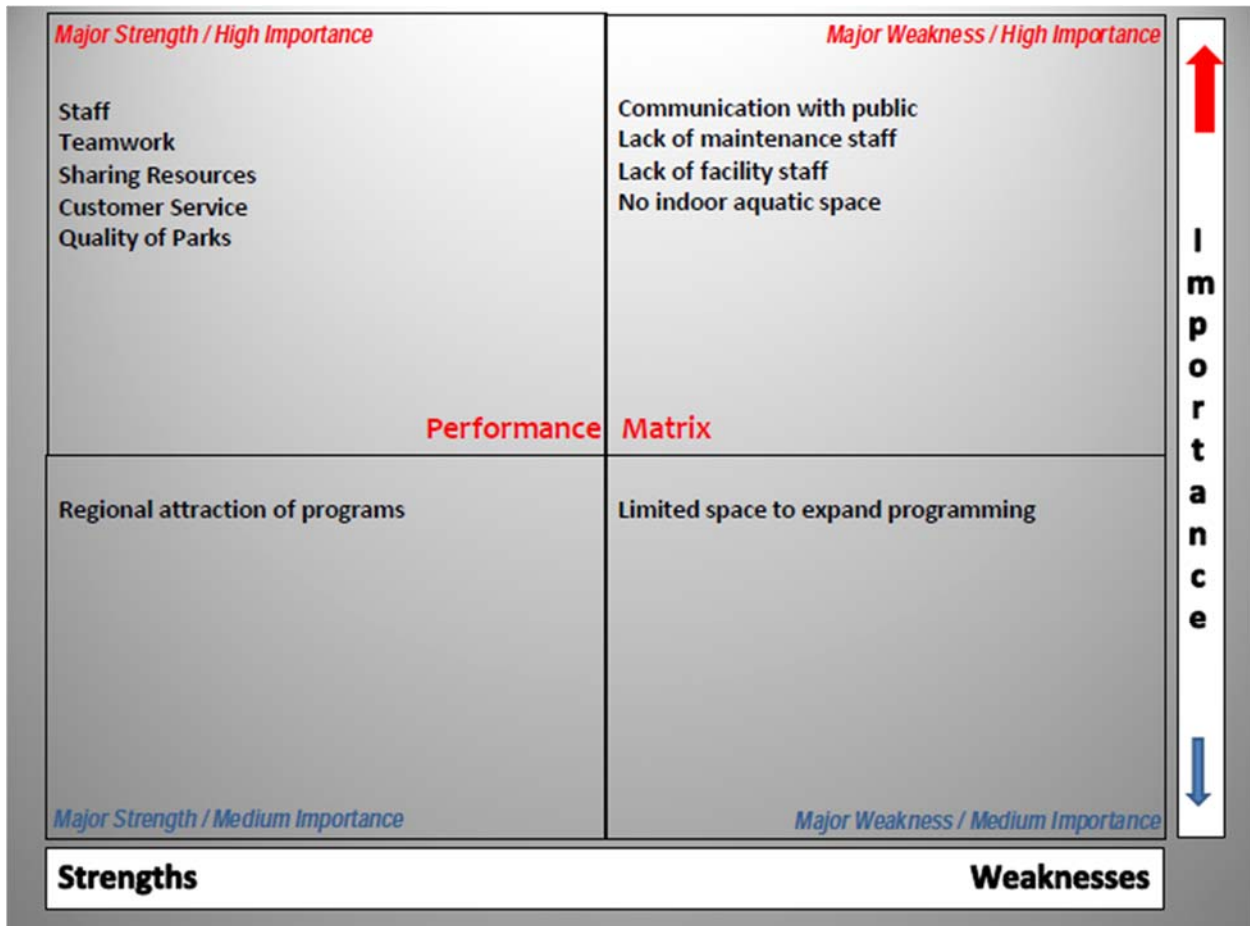 Major Strength / High Importance
Major Weakness / High Importance
Staff
Teamwork
Sharing Resources
Customer Service
Quality of Parks
Communication with public
Lack of maintenance staff
Lack of facility staff
No indoor aquatic space
Performance Matrix
Regional attraction of programs
Limited space to expand programming
Major Strength / Medium Importance
Major Weakness / Medium Importance
Importance
Strengths
Weaknesses